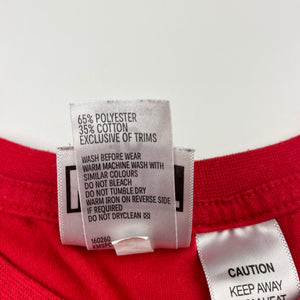 65% POLYESTER
35% COTTON
EXCLUSIVE OF TRIMS
WASH BEFORE WEAR
WARM MACHINE WASH WITH
SIMILAR COLOURS
DO NOT BLEACH
DO NOT TUMBLE DRY
WARM IRON ON REVERSE SIDE
IF REQUIRED
DO NOT DRYCLEAN
160260
CAUTION
KEEP AWAY